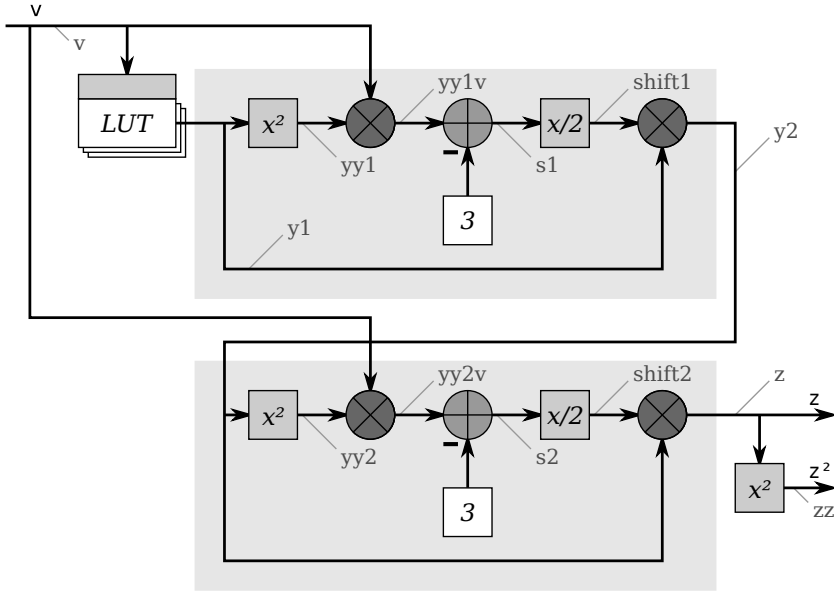 v
v
LUT
x²
yy1
yy1v
3
s1
x/2
shift1
y2
y1
x²
yy2
yy2v
3
s2
x/2
shift2
z
z
x²
z²
zz